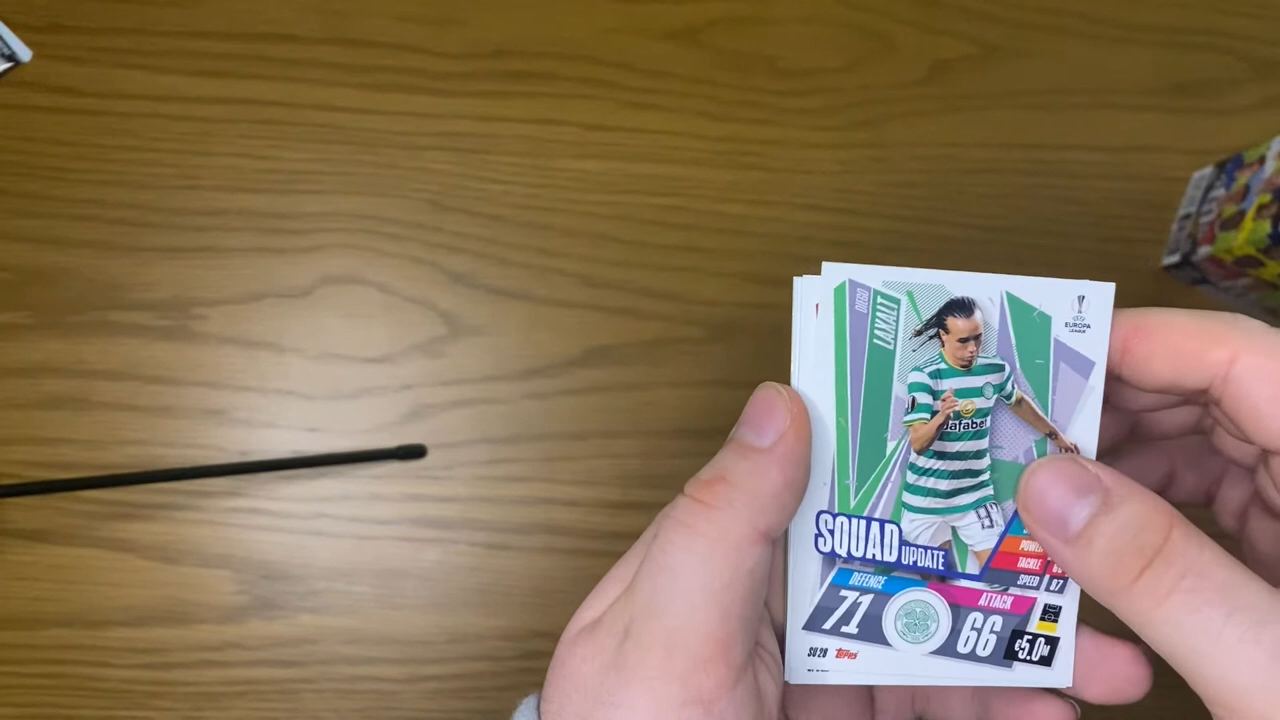 DIEGO
LAXALT
UEFA
EUROPA
LEAGUE
dafabet
SQUAD UPDATE
POWER
TACKLE
SPEED 87
DEFENCE
71
ATTACK
66
€5.0M
SU 28
Topps